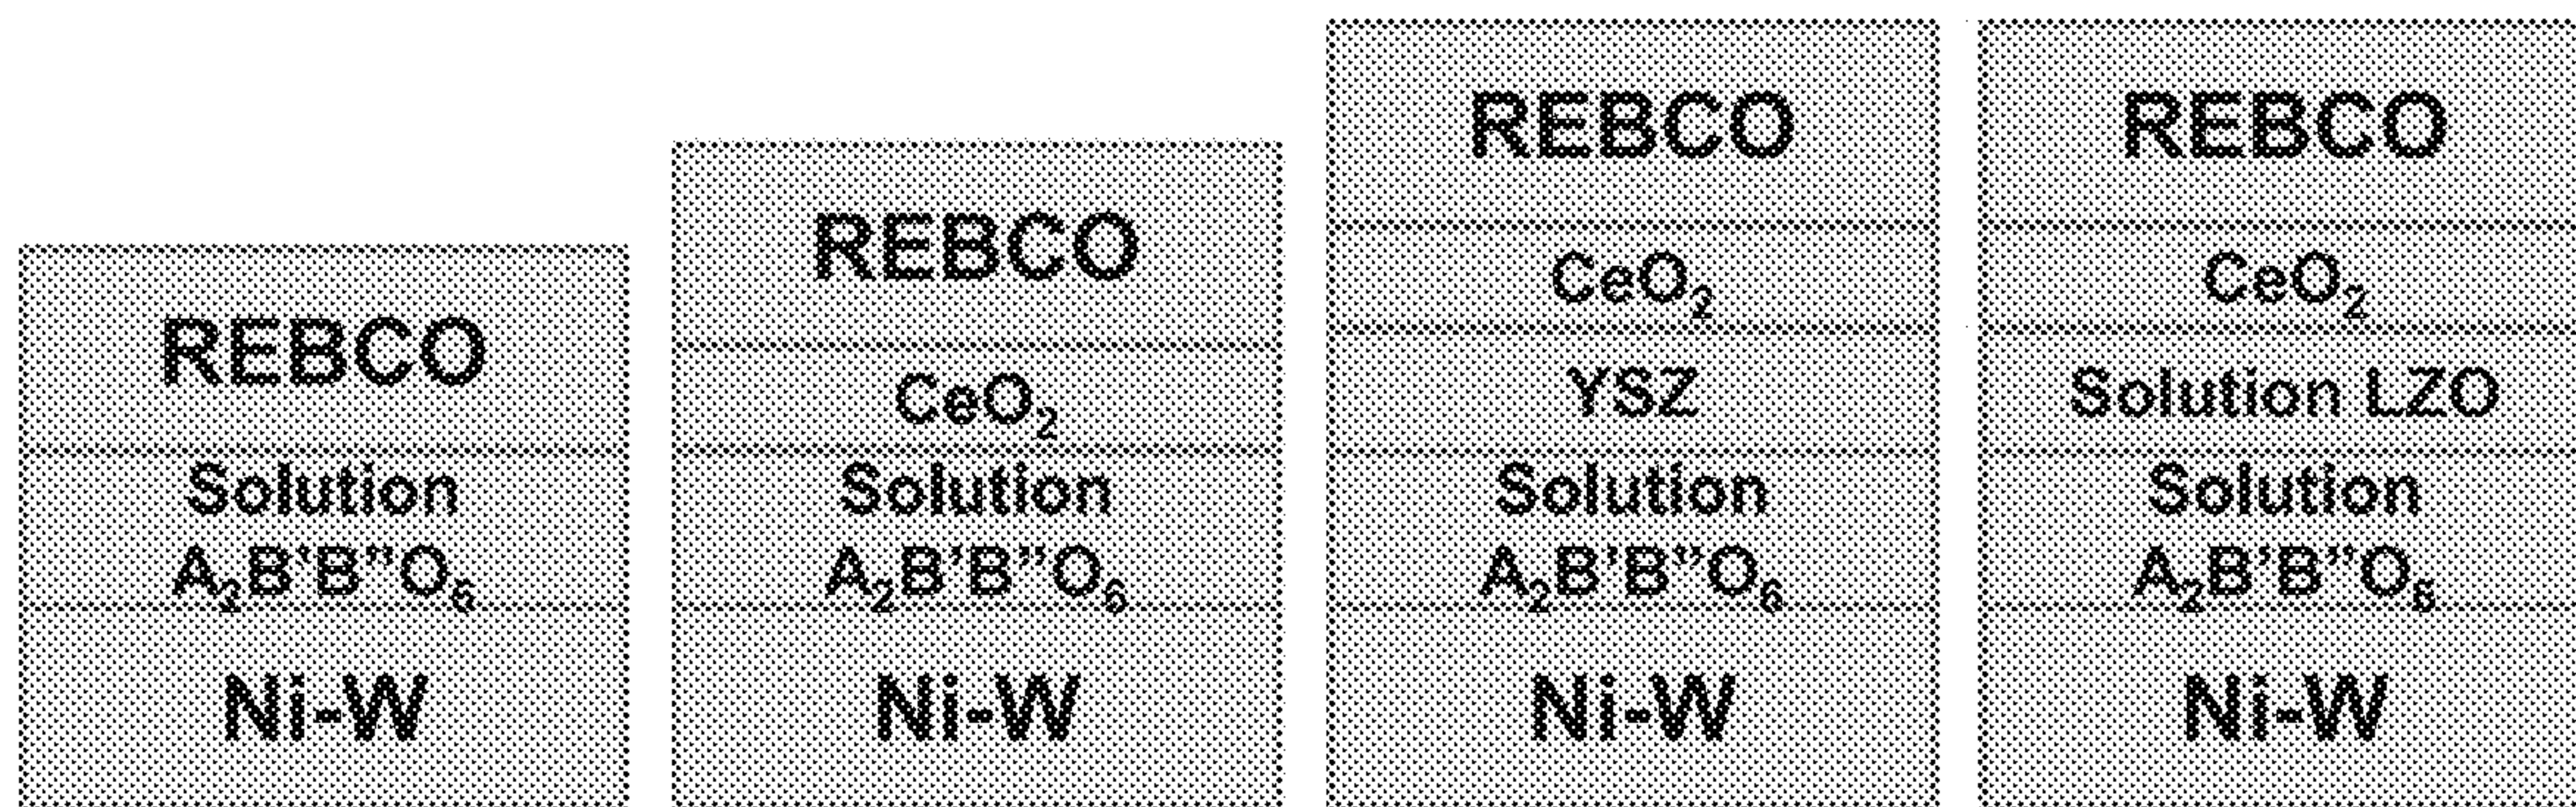 REBCO
Solution
A₂B'B”O₆
Ni-W
REBCO
CeO₂
Solution
A₂B'B”O₆
Ni-W
REBCO
CeO₂
YSZ
Solution
A₂B'B”O₆
Ni-W
REBCO
CeO₂
Solution LZO
Solution
A₂B'B”O₆
Ni-W